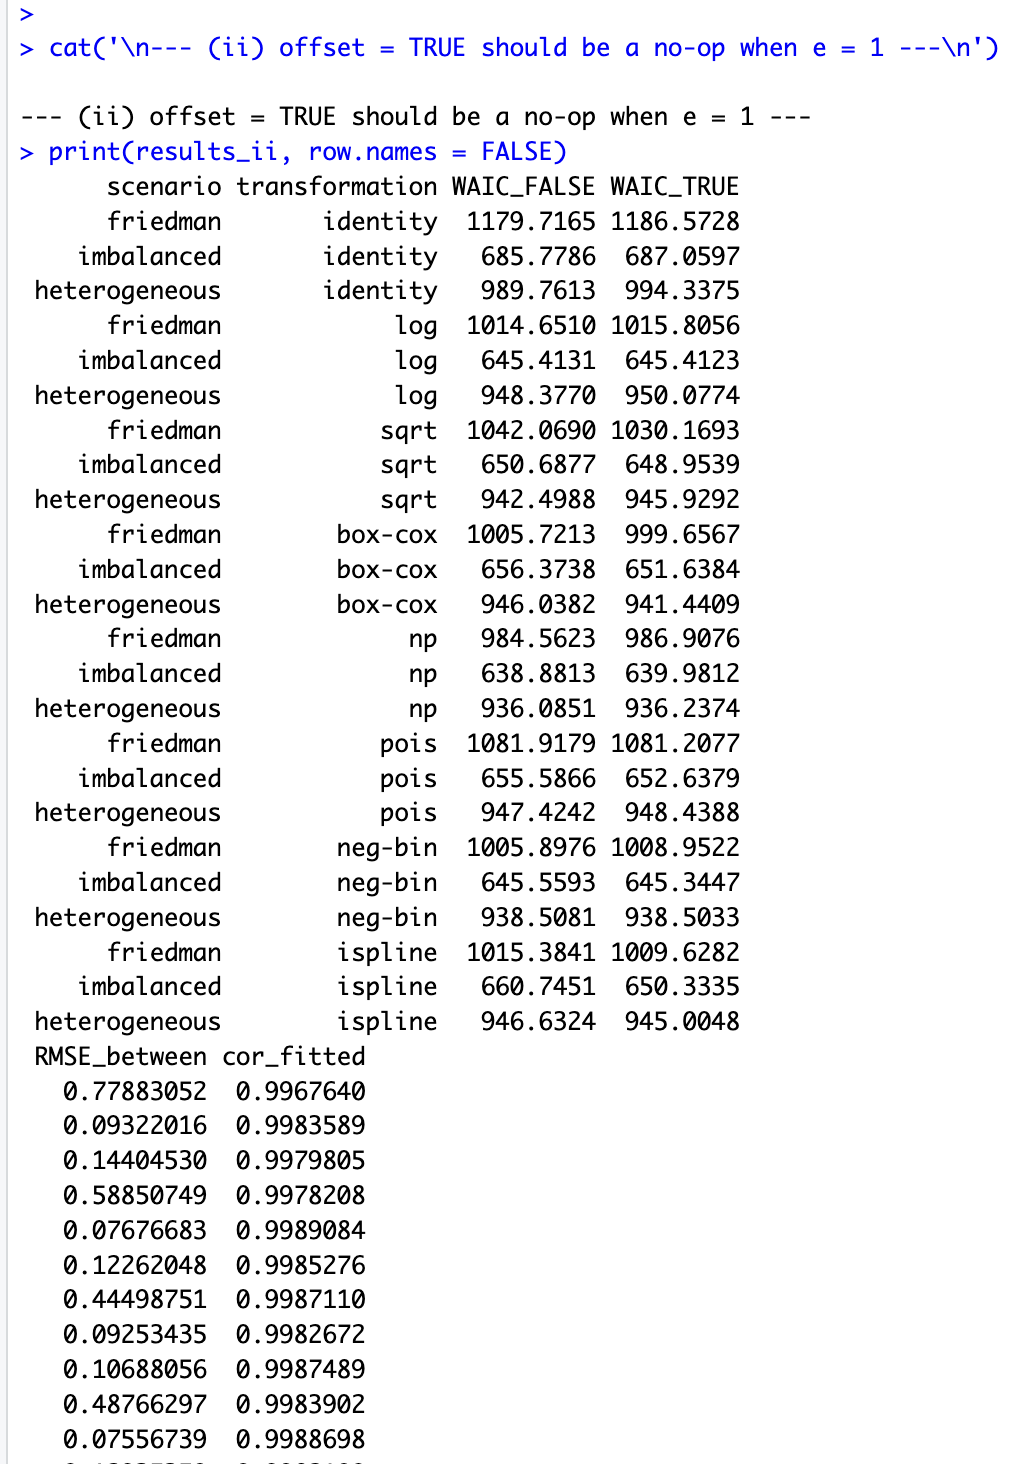 >
> cat('\n--- (ii) offset = TRUE should be a no-op when e = 1 ---\n')
--- (ii) offset = TRUE should be a no-op when e = 1 ---
> print(results_ii, row.names = FALSE)
scenario transformation WAIC_FALSE WAIC_TRUE
friedman identity 1179.7165 1186.5728
imbalanced identity 685.7786 687.0597
heterogeneous identity 989.7613 994.3375
friedman log 1014.6510 1015.8056
imbalanced log 645.4131 645.4123
heterogeneous log 948.3770 950.0774
friedman sqrt 1042.0690 1030.1693
imbalanced sqrt 650.6877 648.9539
heterogeneous sqrt 942.4988 945.9292
friedman box-cox 1005.7213 999.6567
imbalanced box-cox 656.3738 651.6384
heterogeneous box-cox 946.0382 941.4409
friedman np 984.5623 986.9076
imbalanced np 638.8813 639.9812
heterogeneous np 936.0851 936.2374
friedman pois 1081.9179 1081.2077
imbalanced pois 655.5866 652.6379
heterogeneous pois 947.4242 948.4388
friedman neg-bin 1005.8976 1008.9522
imbalanced neg-bin 645.5593 645.3447
heterogeneous neg-bin 938.5081 938.5033
friedman ispline 1015.3841 1009.6282
imbalanced ispline 660.7451 650.3335
heterogeneous ispline 946.6324 945.0048
RMSE_between cor_fitted
0.77883052 0.9967640
0.09322016 0.9983589
0.14404530 0.9979805
0.58850749 0.9978208
0.07676683 0.9989084
0.12262048 0.9985276
0.44498751 0.9987110
0.09253435 0.9982672
0.10688056 0.9987489
0.48766297 0.9983902
0.07556739 0.9988698